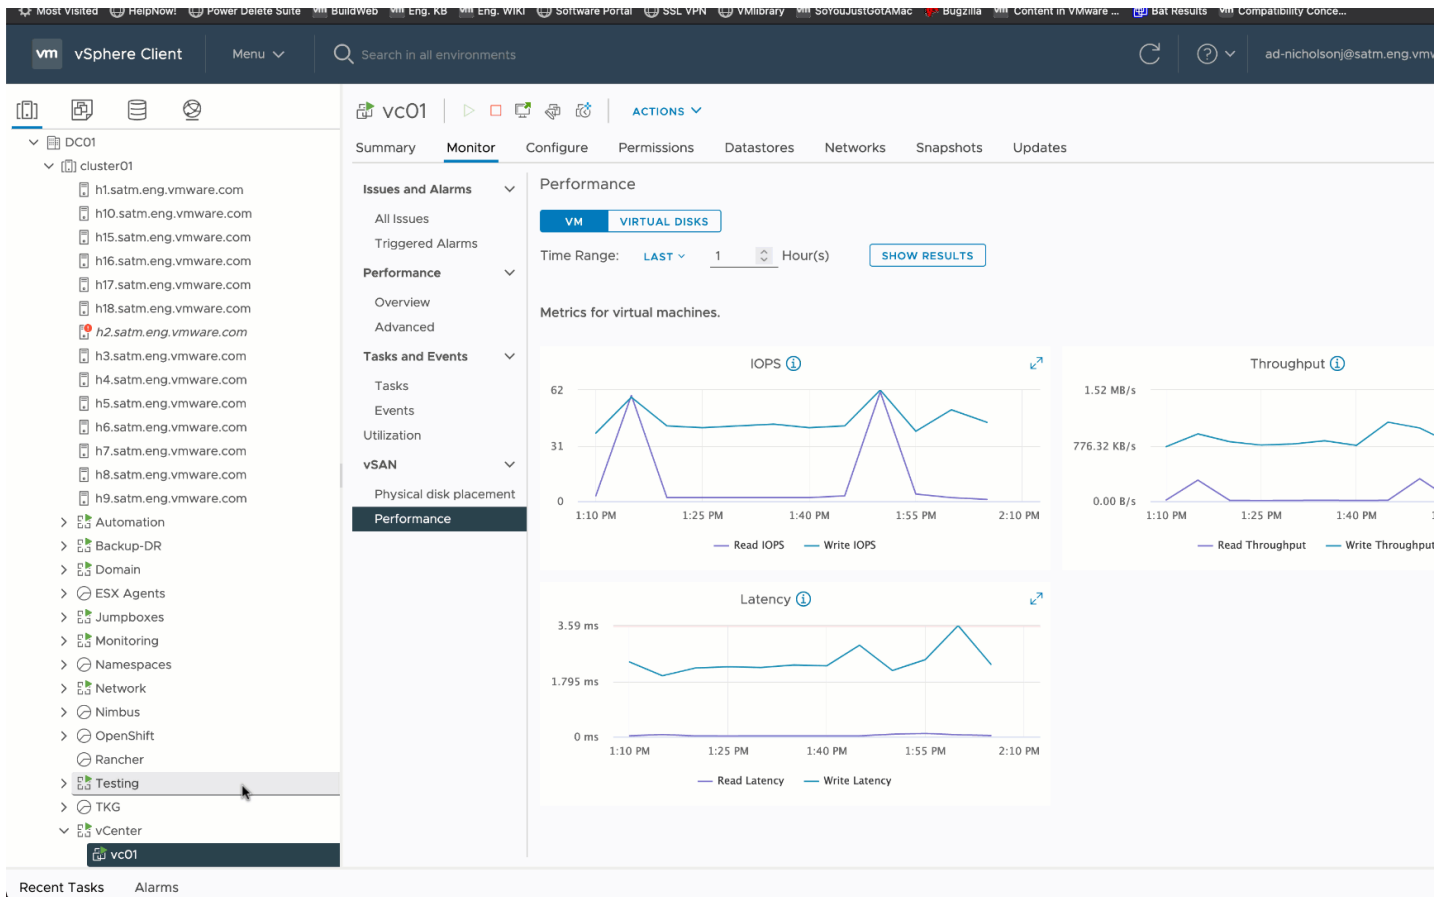 Most Visited HelpNow! Power Delete Suite vm BuildWeb vm Eng. KB vm Eng. WIKI Software Portal SSL VPN VMlibrary vm SoYouJustGotAMac Bugzilla vm Content in VMware ... Bat Results vm Compatibility Conce...
vm vSphere Client Menu Search in all environments ad-nicholsonj@satm.eng.vmw
DC01
cluster01
h1.satm.eng.vmware.com
h10.satm.eng.vmware.com
h15.satm.eng.vmware.com
h16.satm.eng.vmware.com
h17.satm.eng.vmware.com
h18.satm.eng.vmware.com
h2.satm.eng.vmware.com
h3.satm.eng.vmware.com
h4.satm.eng.vmware.com
h5.satm.eng.vmware.com
h6.satm.eng.vmware.com
h7.satm.eng.vmware.com
h8.satm.eng.vmware.com
h9.satm.eng.vmware.com
Automation
Backup-DR
Domain
ESX Agents
Jumpboxes
Monitoring
Namespaces
Network
Nimbus
OpenShift
Rancher
Testing
TKG
vCenter
vc01
vc01 ACTIONS
Summary Monitor Configure Permissions Datastores Networks Snapshots Updates
Issues and Alarms
All Issues
Triggered Alarms
Performance
Overview
Advanced
Tasks and Events
Tasks
Events
Utilization
vSAN
Physical disk placement
Performance
Performance
VM VIRTUAL DISKS
Time Range: LAST 1 Hour(s) SHOW RESULTS
Metrics for virtual machines.
IOPS
62
31
0
1:10 PM 1:25 PM 1:40 PM 1:55 PM 2:10 PM
Read IOPS Write IOPS
Throughput
1.52 MB/s
776.32 KB/s
0.00 B/s
1:10 PM 1:25 PM 1:40 PM 1
Read Throughput Write Throughput
Latency
3.59 ms
1.795 ms
0 ms
1:10 PM 1:25 PM 1:40 PM 1:55 PM 2:10 PM
Read Latency Write Latency
Recent Tasks Alarms